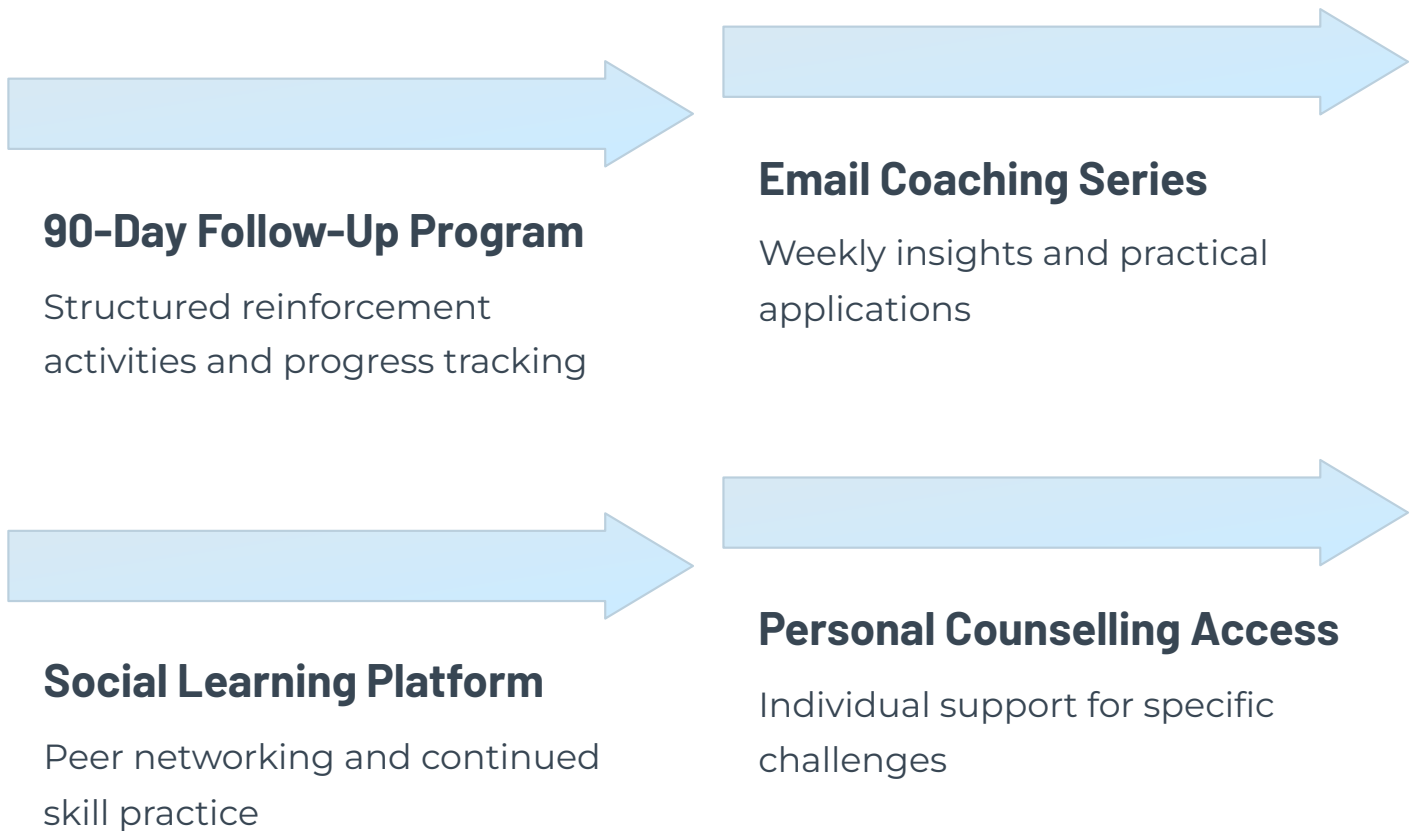 90-Day Follow-Up Program
Structured reinforcement
activities and progress tracking
Email Coaching Series
Weekly insights and practical
applications
Social Learning Platform
Peer networking and continued
skill practice
Personal Counselling Access
Individual support for specific
challenges